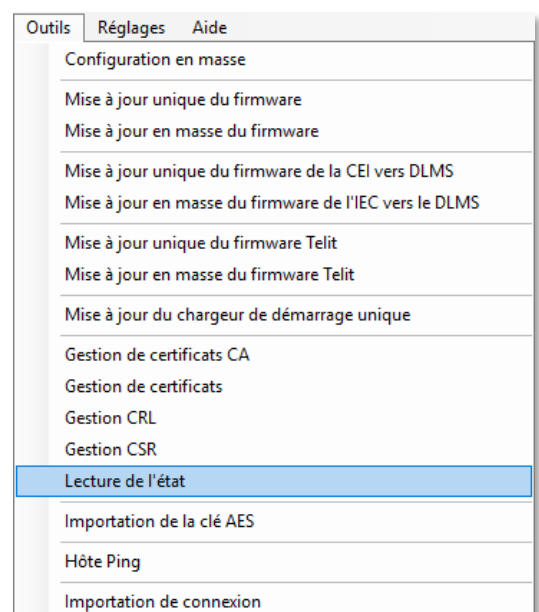 Outils Réglages Aide
Configuration en masse
Mise à jour unique du firmware
Mise à jour en masse du firmware
Mise à jour unique du firmware de la CEI vers DLMS
Mise à jour en masse du firmware de l'IEC vers le DLMS
Mise à jour unique du firmware Telit
Mise à jour en masse du firmware Telit
Mise à jour du chargeur de démarrage unique
Gestion de certificats CA
Gestion de certificats
Gestion CRL
Gestion CSR
Lecture de l'état
Importation de la clé AES
Hôte Ping
Importation de connexion